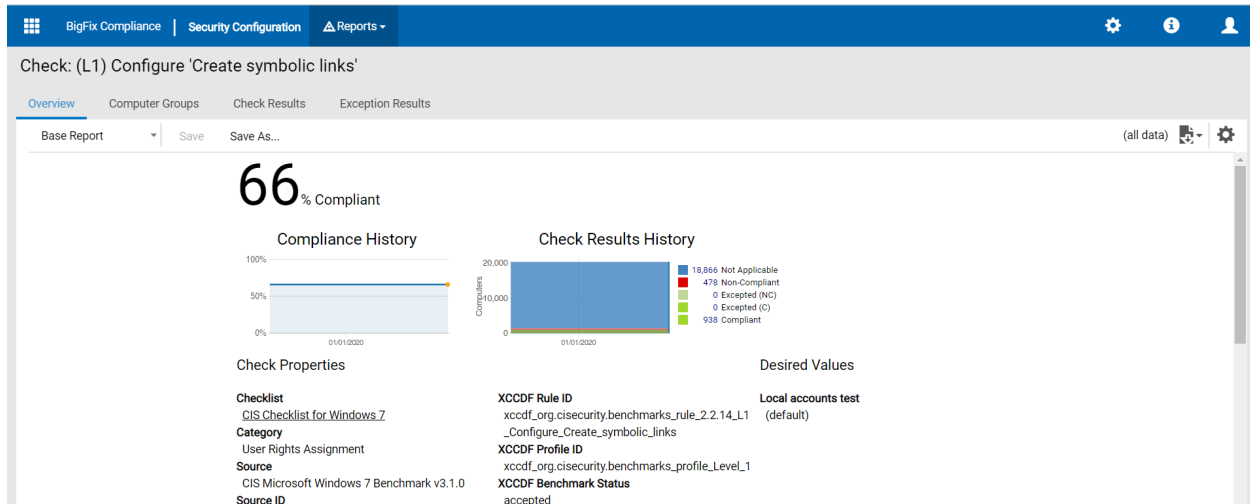 BigFix Compliance | Security Configuration Reports
Check: (L1) Configure 'Create symbolic links'
Overview Computer Groups Check Results Exception Results
Base Report Save Save As... (all data)
66% Compliant
Compliance History
100%
50%
0%
01/01/2020
Check Results History
Computers
20,000
10,000
0
01/01/2020
18,866 Not Applicable
478 Non-Compliant
0 Excepted (NC)
0 Excepted (C)
938 Compliant
Check Properties
Checklist
CIS Checklist for Windows 7
Category
User Rights Assignment
Source
CIS Microsoft Windows 7 Benchmark v3.1.0
Source ID
XCCDF Rule ID
xccdf_org.cisecurity.benchmarks_rule_2.2.14_L1
_Configure_Create_symbolic_links
XCCDF Profile ID
xccdf_org.cisecurity.benchmarks_profile_Level_1
XCCDF Benchmark Status
accepted
Desired Values
Local accounts test
(default)